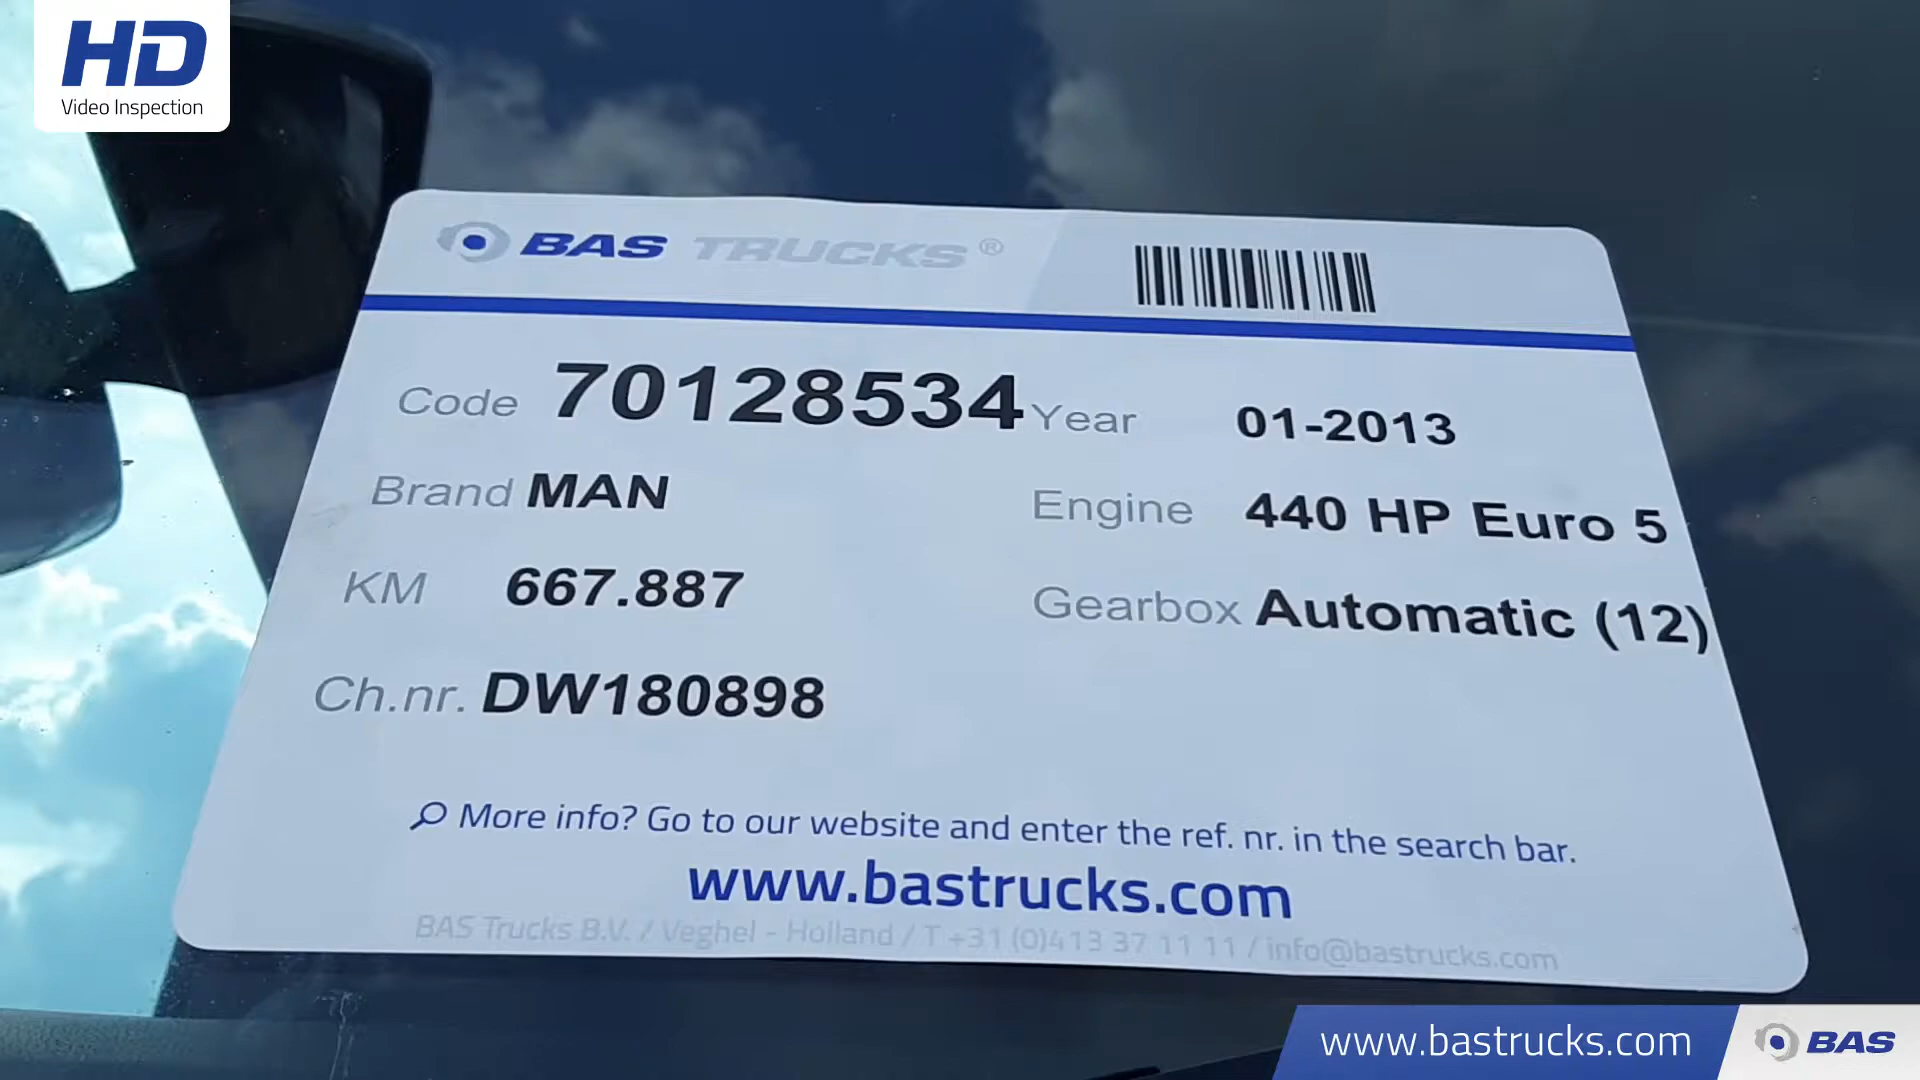 HD
Video Inspection
BAS TRUCKS®
Code 70128534 Year 01-2013
Brand MAN Engine 440 HP Euro 5
KM 667.887 Gearbox Automatic (12)
Ch.nr. DW180898
More info? Go to our website and enter the ref. nr. in the search bar.
www.bastrucks.com
BAS Trucks B.V. / Veghel - Holland / T +31 (0)413 37 11 11 / info@bastrucks.com
www.bastrucks.com BAS